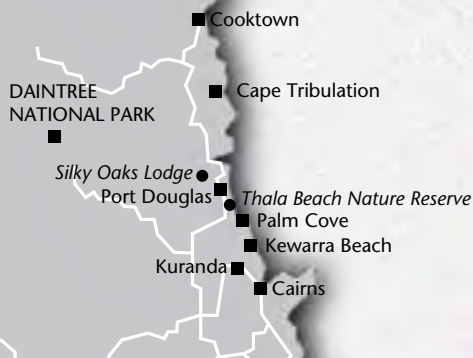 Cooktown
Cape Tribulation
DAINTREE
NATIONAL PARK
Silky Oaks Lodge
Port Douglas
Thala Beach Nature Reserve
Palm Cove
Kewarra Beach
Kuranda
Cairns